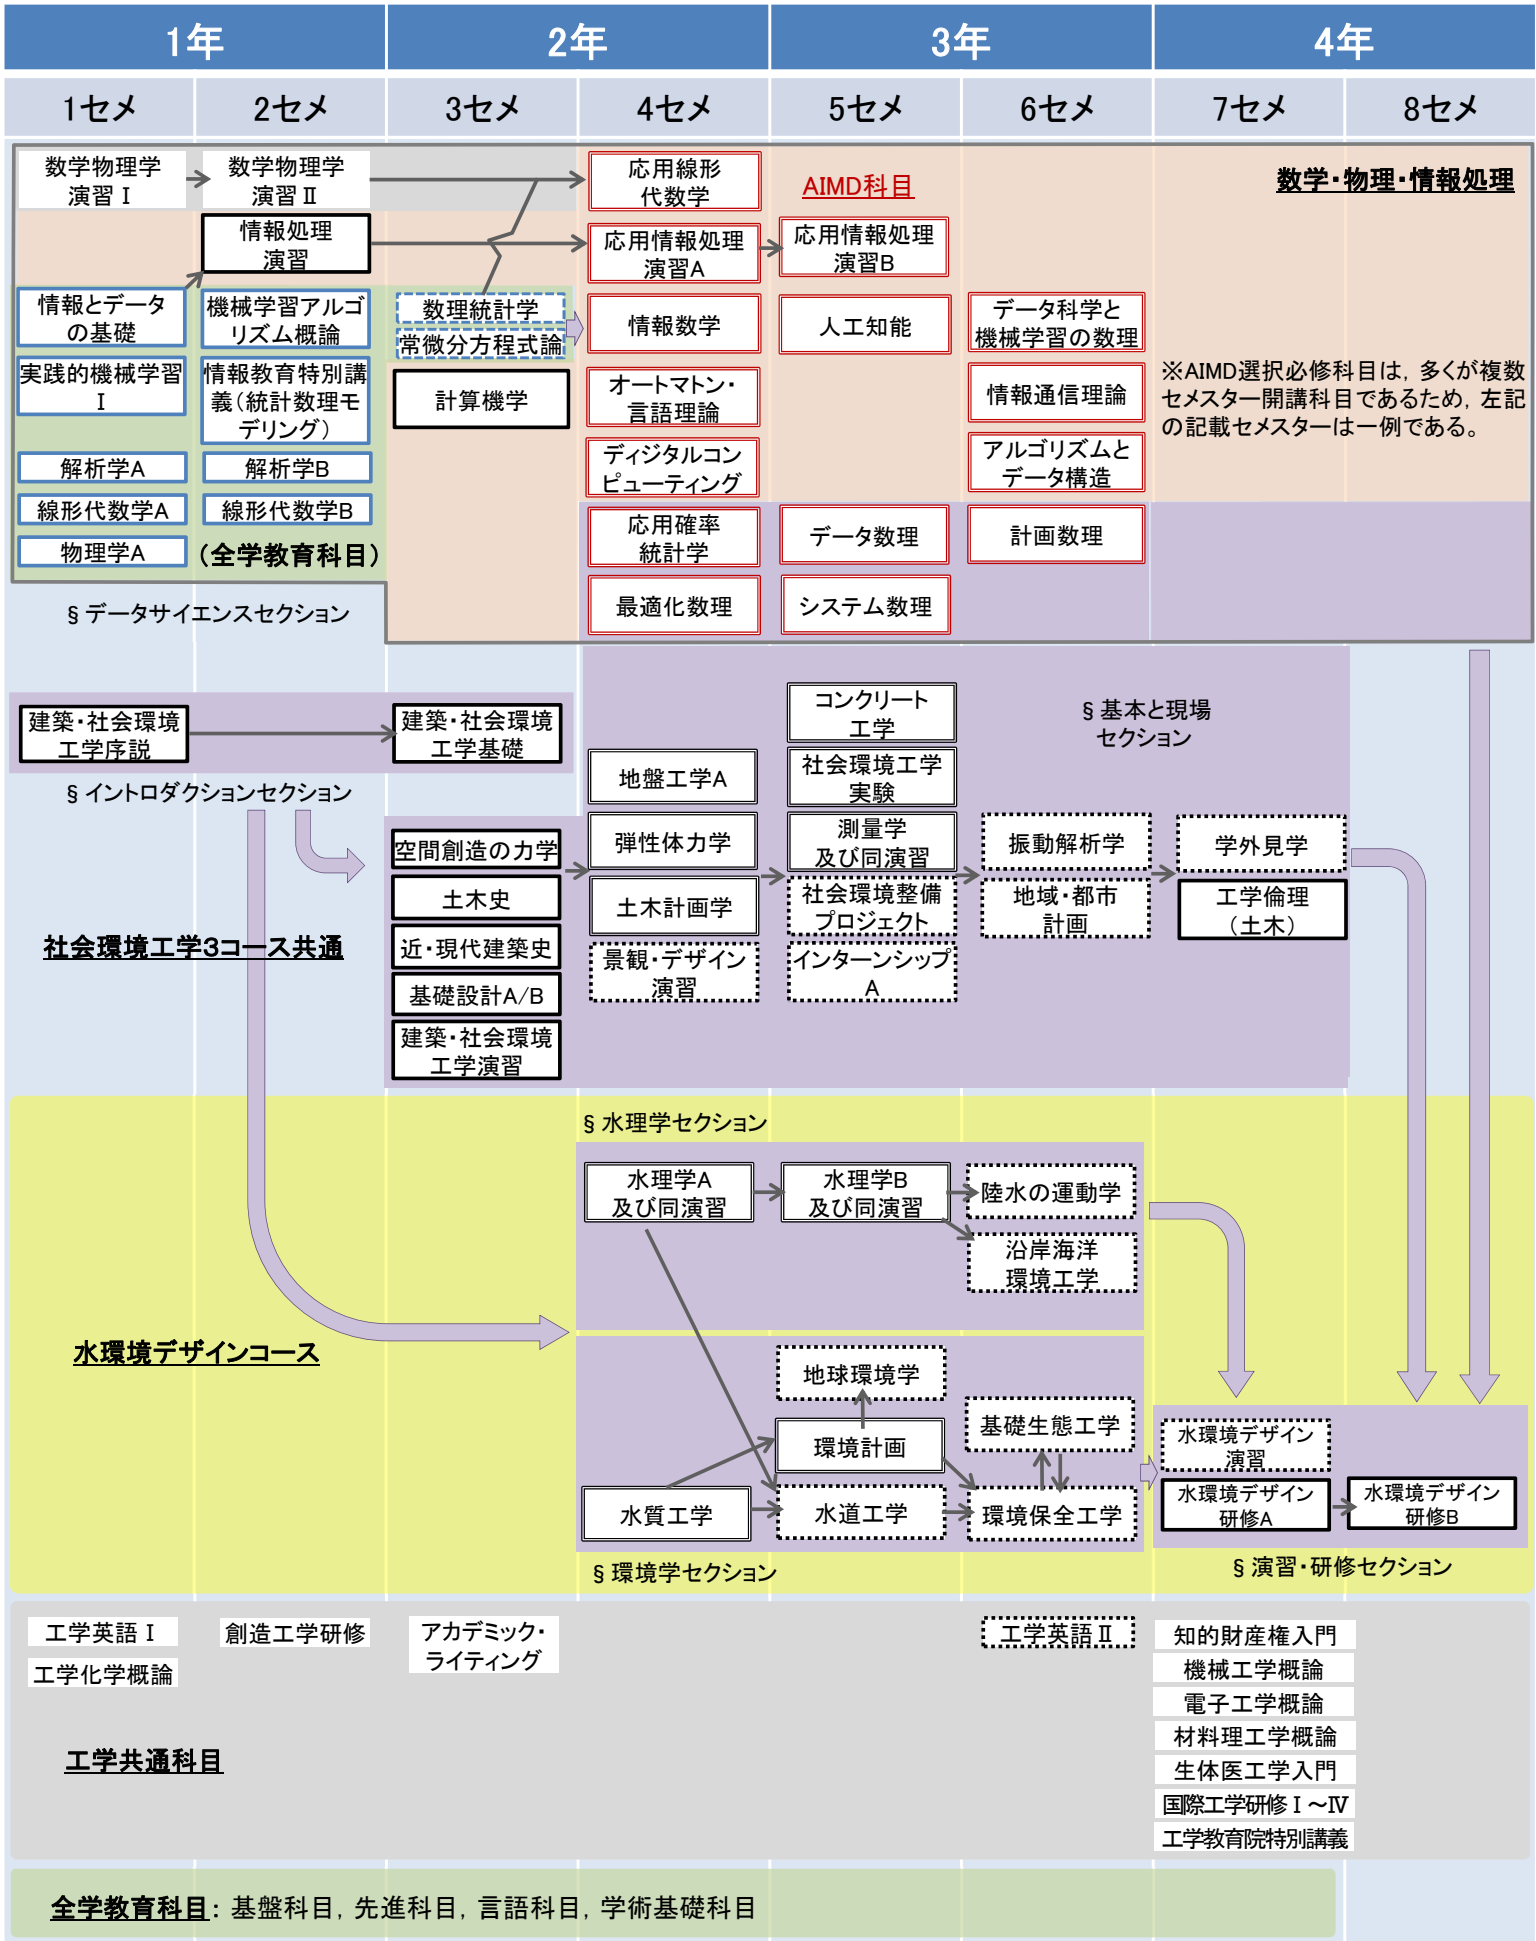 1年
2年
3年
4年
1セメ
2セメ
3セメ
4セメ
5セメ
6セメ
7セメ
8セメ
数学物理学
演習Ⅰ
数学物理学
演習Ⅱ
応用線形
代数学
AIMD科目
数学・物理・情報処理
情報処理
演習
応用情報処理
演習A
応用情報処理
演習B
情報とデータ
の基礎
機械学習アルゴ
リズム概論
数理統計学
常微分方程式論
情報数学
人工知能
データ科学と
機械学習の数理
実践的機械学習
Ⅰ
情報教育特別講
義(統計数理モ
デリング)
計算機学
オートマトン・
言語理論
情報通信理論
※AIMD選択必修科目は，多くが複数
セメスター開講科目であるため，左記
の記載セメスターは一例である。
解析学A
解析学B
ディジタルコン
ピューティング
アルゴリズムと
データ構造
線形代数学A
線形代数学B
応用確率
統計学
データ数理
計画数理
物理学A
(全学教育科目)
最適化数理
システム数理
§データサイエンスセクション
建築・社会環境
工学序説
建築・社会環境
工学基礎
コンクリート
工学
§基本と現場
セクション
§イントロダクションセクション
地盤工学A
社会環境工学
実験
空間創造の力学
弾性体力学
測量学
及び同演習
振動解析学
学外見学
土木史
土木計画学
社会環境整備
プロジェクト
地域・都市
計画
工学倫理
(土木)
社会環境工学3コース共通
近・現代建築史
景観・デザイン
演習
インターンシップ
A
基礎設計A/B
建築・社会環境
工学演習
§水理学セクション
水理学A
及び同演習
水理学B
及び同演習
陸水の運動学
沿岸海洋
環境工学
水環境デザインコース
地球環境学
環境計画
基礎生態工学
水環境デザイン
演習
水質工学
水道工学
環境保全工学
水環境デザイン
研修A
水環境デザイン
研修B
§環境学セクション
§演習・研修セクション
工学英語Ⅰ
創造工学研修
アカデミック・
ライティング
工学英語Ⅱ
知的財産権入門
工学化学概論
機械工学概論
電子工学概論
材料理工学概論
工学共通科目
生体医工学入門
国際工学研修Ⅰ～Ⅳ
工学教育院特別講義
全学教育科目：基盤科目，先進科目，言語科目，学術基礎科目